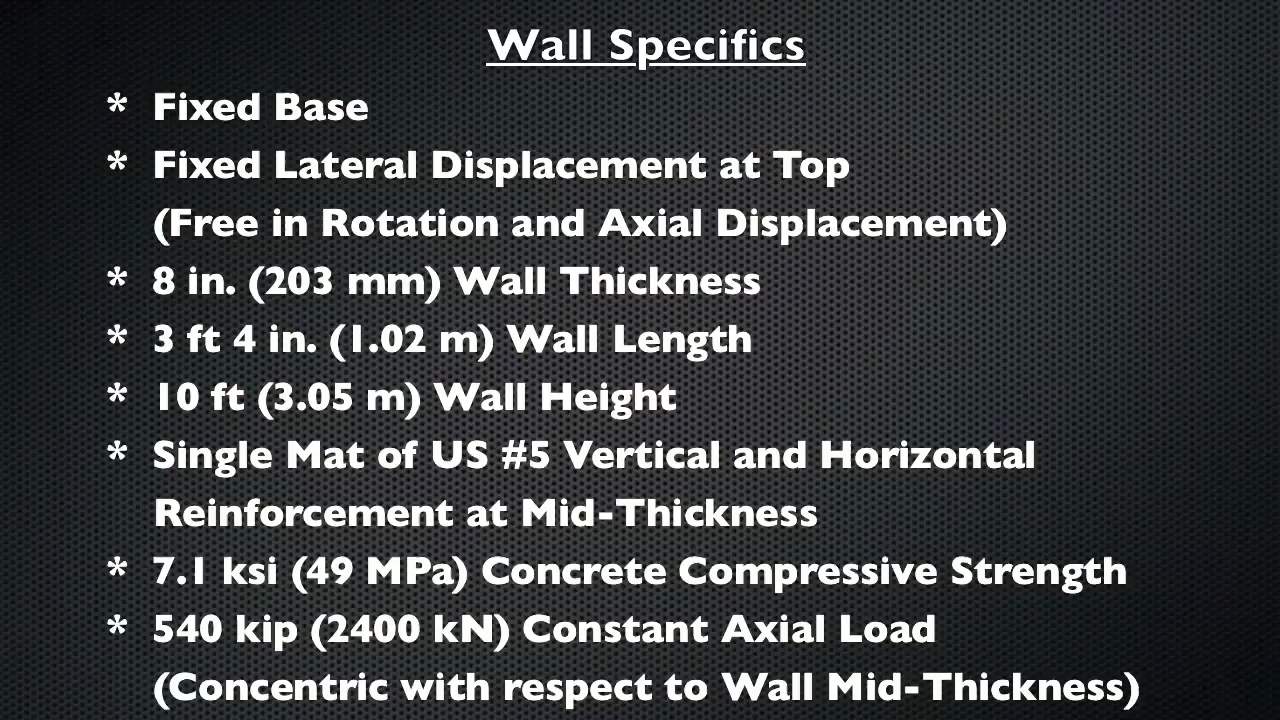 Wall Specifics
* Fixed Base
* Fixed Lateral Displacement at Top
(Free in Rotation and Axial Displacement)
* 8 in. (203 mm) Wall Thickness
* 3 ft 4 in. (1.02 m) Wall Length
* 10 ft (3.05 m) Wall Height
* Single Mat of US #5 Vertical and Horizontal
Reinforcement at Mid-Thickness
* 7.1 ksi (49 MPa) Concrete Compressive Strength
* 540 kip (2400 kN) Constant Axial Load
(Concentric with respect to Wall Mid-Thickness)